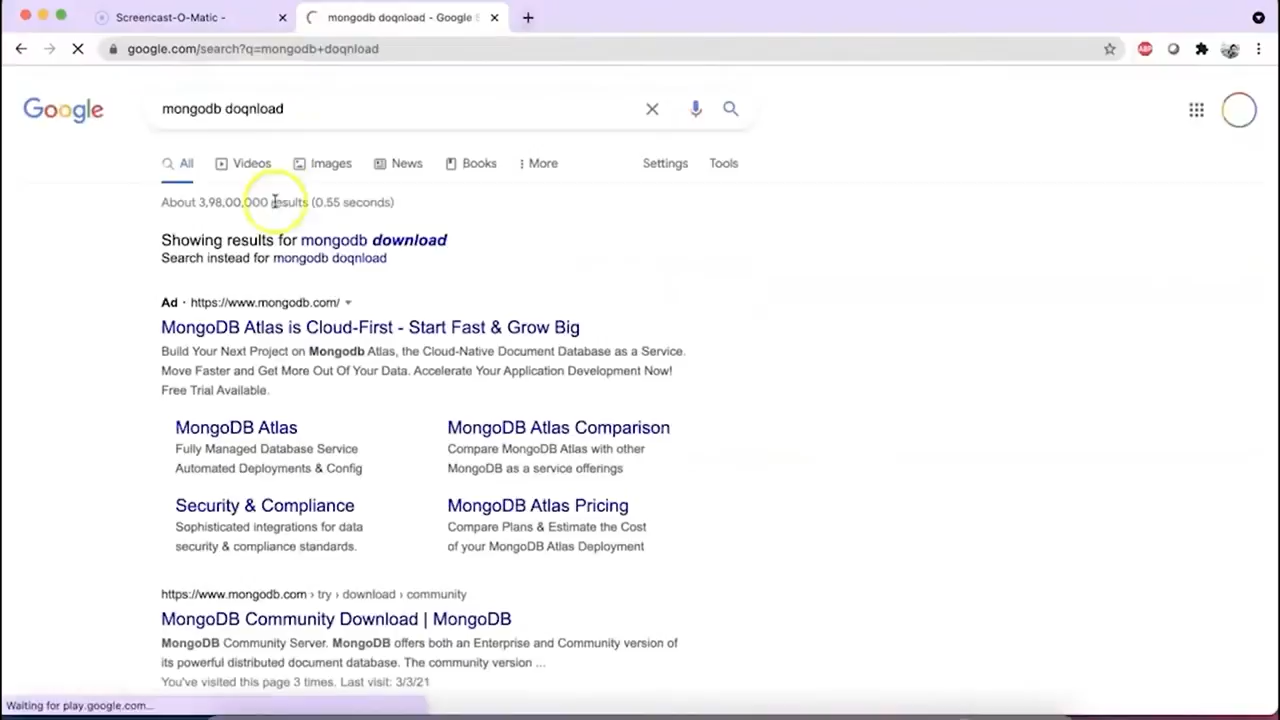 Screencast-O-Matic -
mongodb doqnload - Google S
google.com/search?q=mongodb+doqnload
ABP
Google
mongodb doqnload
All
Videos
Images
News
Books
More
Settings
Tools
About 3,98,00,000 results (0.55 seconds)
Showing results for mongodb download
Search instead for mongodb doqnload
Ad · https://www.mongodb.com/
MongoDB Atlas is Cloud-First - Start Fast & Grow Big
Build Your Next Project on Mongodb Atlas, the Cloud-Native Document Database as a Service.
Move Faster and Get More Out Of Your Data. Accelerate Your Application Development Now!
Free Trial Available.
MongoDB Atlas
Fully Managed Database Service
Automated Deployments & Config
MongoDB Atlas Comparison
Compare MongoDB Atlas with other
MongoDB as a service offerings
Security & Compliance
Sophisticated integrations for data
security & compliance standards.
MongoDB Atlas Pricing
Compare Plans & Estimate the Cost
of your MongoDB Atlas Deployment
https://www.mongodb.com › try › download › community
MongoDB Community Download | MongoDB
MongoDB Community Server. MongoDB offers both an Enterprise and Community version of
its powerful distributed document database. The community version ...
You've visited this page 3 times. Last visit: 3/3/21
Waiting for play.google.com...